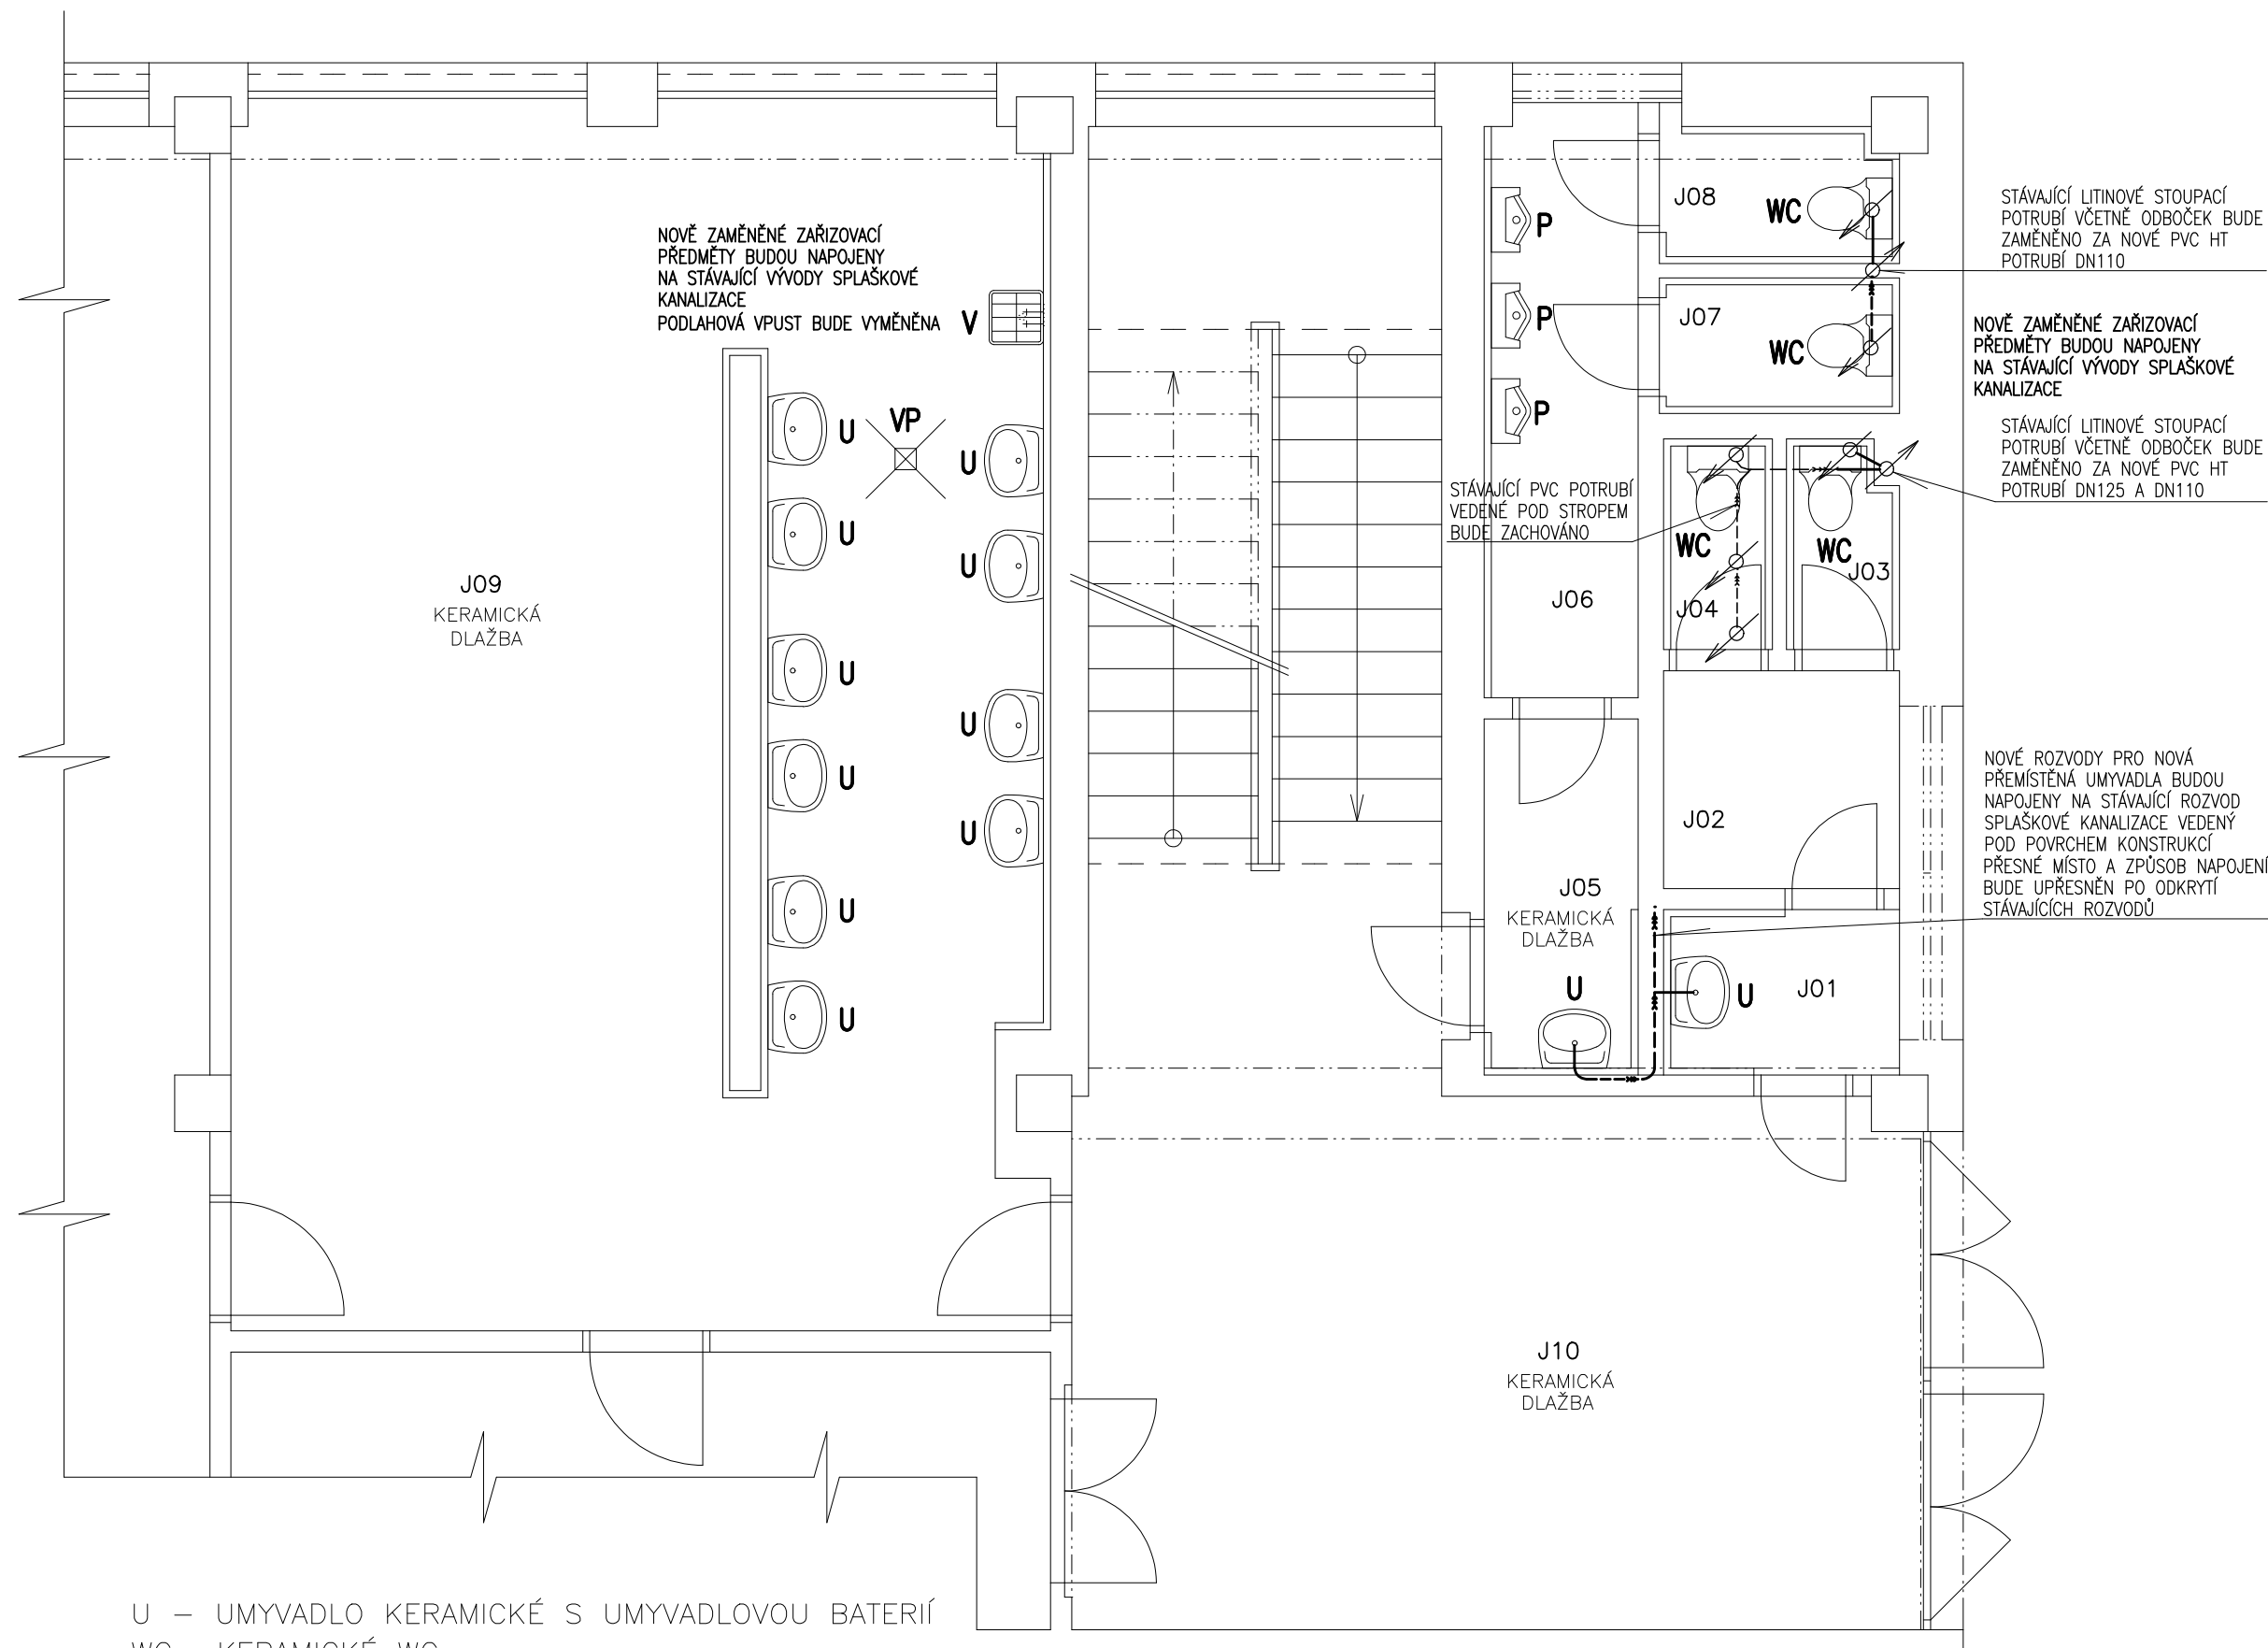 NOVĚ ZAMĚNĚNÉ ZAŘIZOVACÍ
PŘEDMĚTY BUDOU NAPOJENY
NA STÁVAJÍCÍ VÝVODY SPLAŠKOVÉ
KANALIZACE
PODLAHOVÁ VPUST BUDE VYMĚNĚNA
V
VP
U
U
U
U
U
U
U
U
U
U
J09
KERAMICKÁ
DLAŽBA
P
P
P
J08
WC
J07
WC
STÁVAJÍCÍ LITINOVÉ STOUPACÍ
POTRUBÍ VČETNĚ ODBOČEK BUDE
ZAMĚNĚNO ZA NOVÉ PVC HT
POTRUBÍ DN110
NOVĚ ZAMĚNĚNÉ ZAŘIZOVACÍ
PŘEDMĚTY BUDOU NAPOJENY
NA STÁVAJÍCÍ VÝVODY SPLAŠKOVÉ
KANALIZACE
STÁVAJÍCÍ LITINOVÉ STOUPACÍ
POTRUBÍ VČETNĚ ODBOČEK BUDE
ZAMĚNĚNO ZA NOVÉ PVC HT
POTRUBÍ DN125 A DN110
STÁVAJÍCÍ PVC POTRUBÍ
VEDENÉ POD STROPEM
BUDE ZACHOVÁNO
WC
WC
J03
J04
J06
J02
NOVÉ ROZVODY PRO NOVÁ
PŘEMÍSTĚNÁ UMYVADLA BUDOU
NAPOJENY NA STÁVAJÍCÍ ROZVOD
SPLAŠKOVÉ KANALIZACE VEDENÝ
POD POVRCHEM KONSTRUKCÍ
PŘESNÉ MÍSTO A ZPŮSOB NAPOJENÍ
BUDE UPŘESNĚN PO ODKRYTÍ
STÁVAJÍCÍCH ROZVODŮ
J05
KERAMICKÁ
DLAŽBA
U
U
J01
J10
KERAMICKÁ
DLAŽBA
U – UMYVADLO KERAMICKÉ S UMYVADLOVOU BATERIÍ
WC – KERAMICKÉ WC